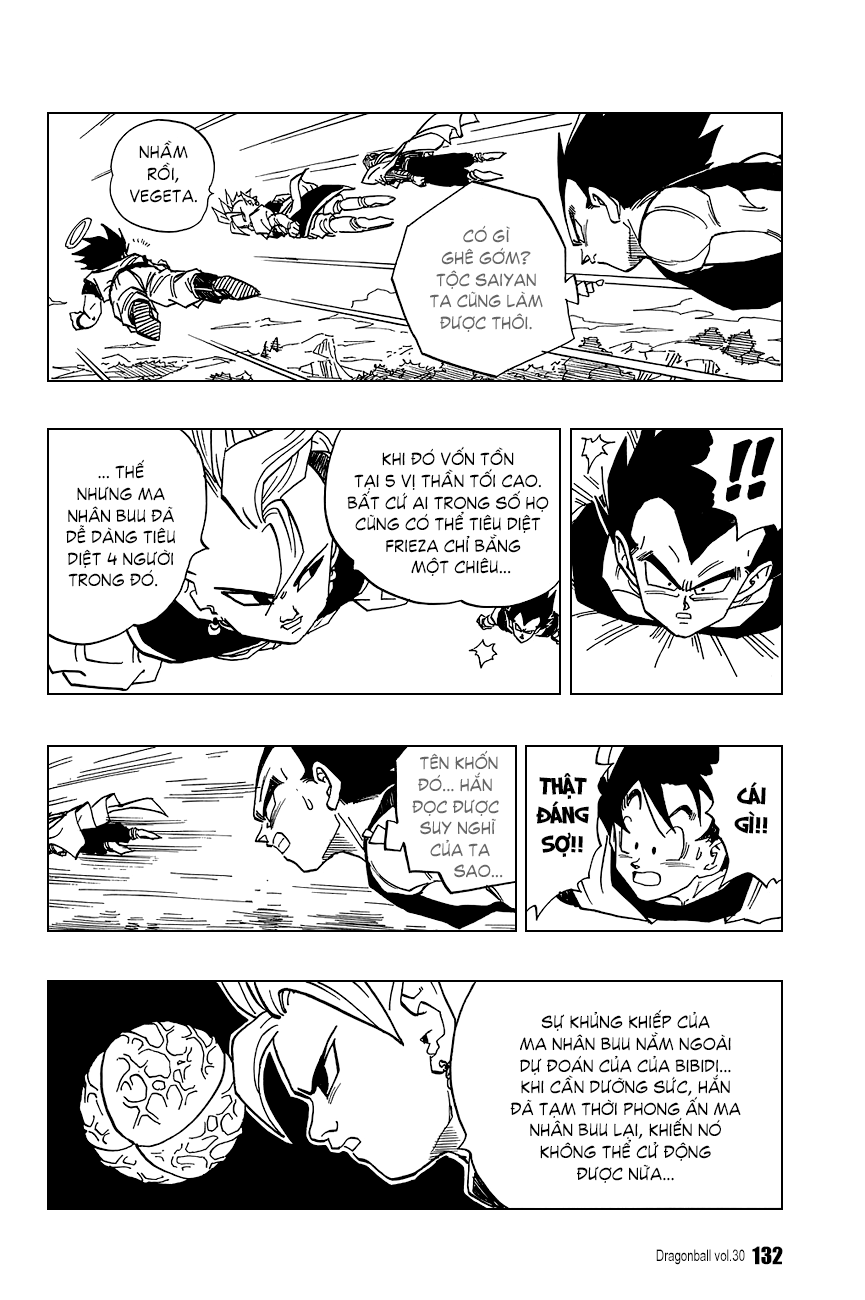 NHẦM
RỒI,
VEGETA.
CÓ GÌ
GHÊ GỚM?
TỘC SAIYAN
TA CŨNG LÀM
ĐƯỢC THÔI.
... THẾ
NHƯNG MA
NHÂN BUU ĐÃ
DỄ DÀNG TIÊU
DIỆT 4 NGƯỜI
TRONG ĐÓ.
KHI ĐÓ VỐN TỒN
TẠI 5 VỊ THẦN TỐI CAO.
BẤT CỨ AI TRONG SỐ HỌ
CŨNG CÓ THỂ TIÊU DIỆT
FRIEZA CHỈ BẰNG
MỘT CHIÊU...
!!
TÊN KHỐN
ĐÓ... HẮN
ĐỌC ĐƯỢC
SUY NGHĨ
CỦA TA
SAO...
THẬT
ĐÁNG
SỢ!!
CÁI
GÌ!!
SỰ KHỦNG KHIẾP CỦA
MA NHÂN BUU NẰM NGOÀI
DỰ ĐOÁN CỦA CỦA BIBIDI...
KHI CẦN DƯỠNG SỨC, HẮN
ĐÃ TẠM THỜI PHONG ẤN MA
NHÂN BUU LẠI, KHIẾN NÓ
KHÔNG THỂ CỬ ĐỘNG
ĐƯỢC NỮA...
Dragonball vol.30 132